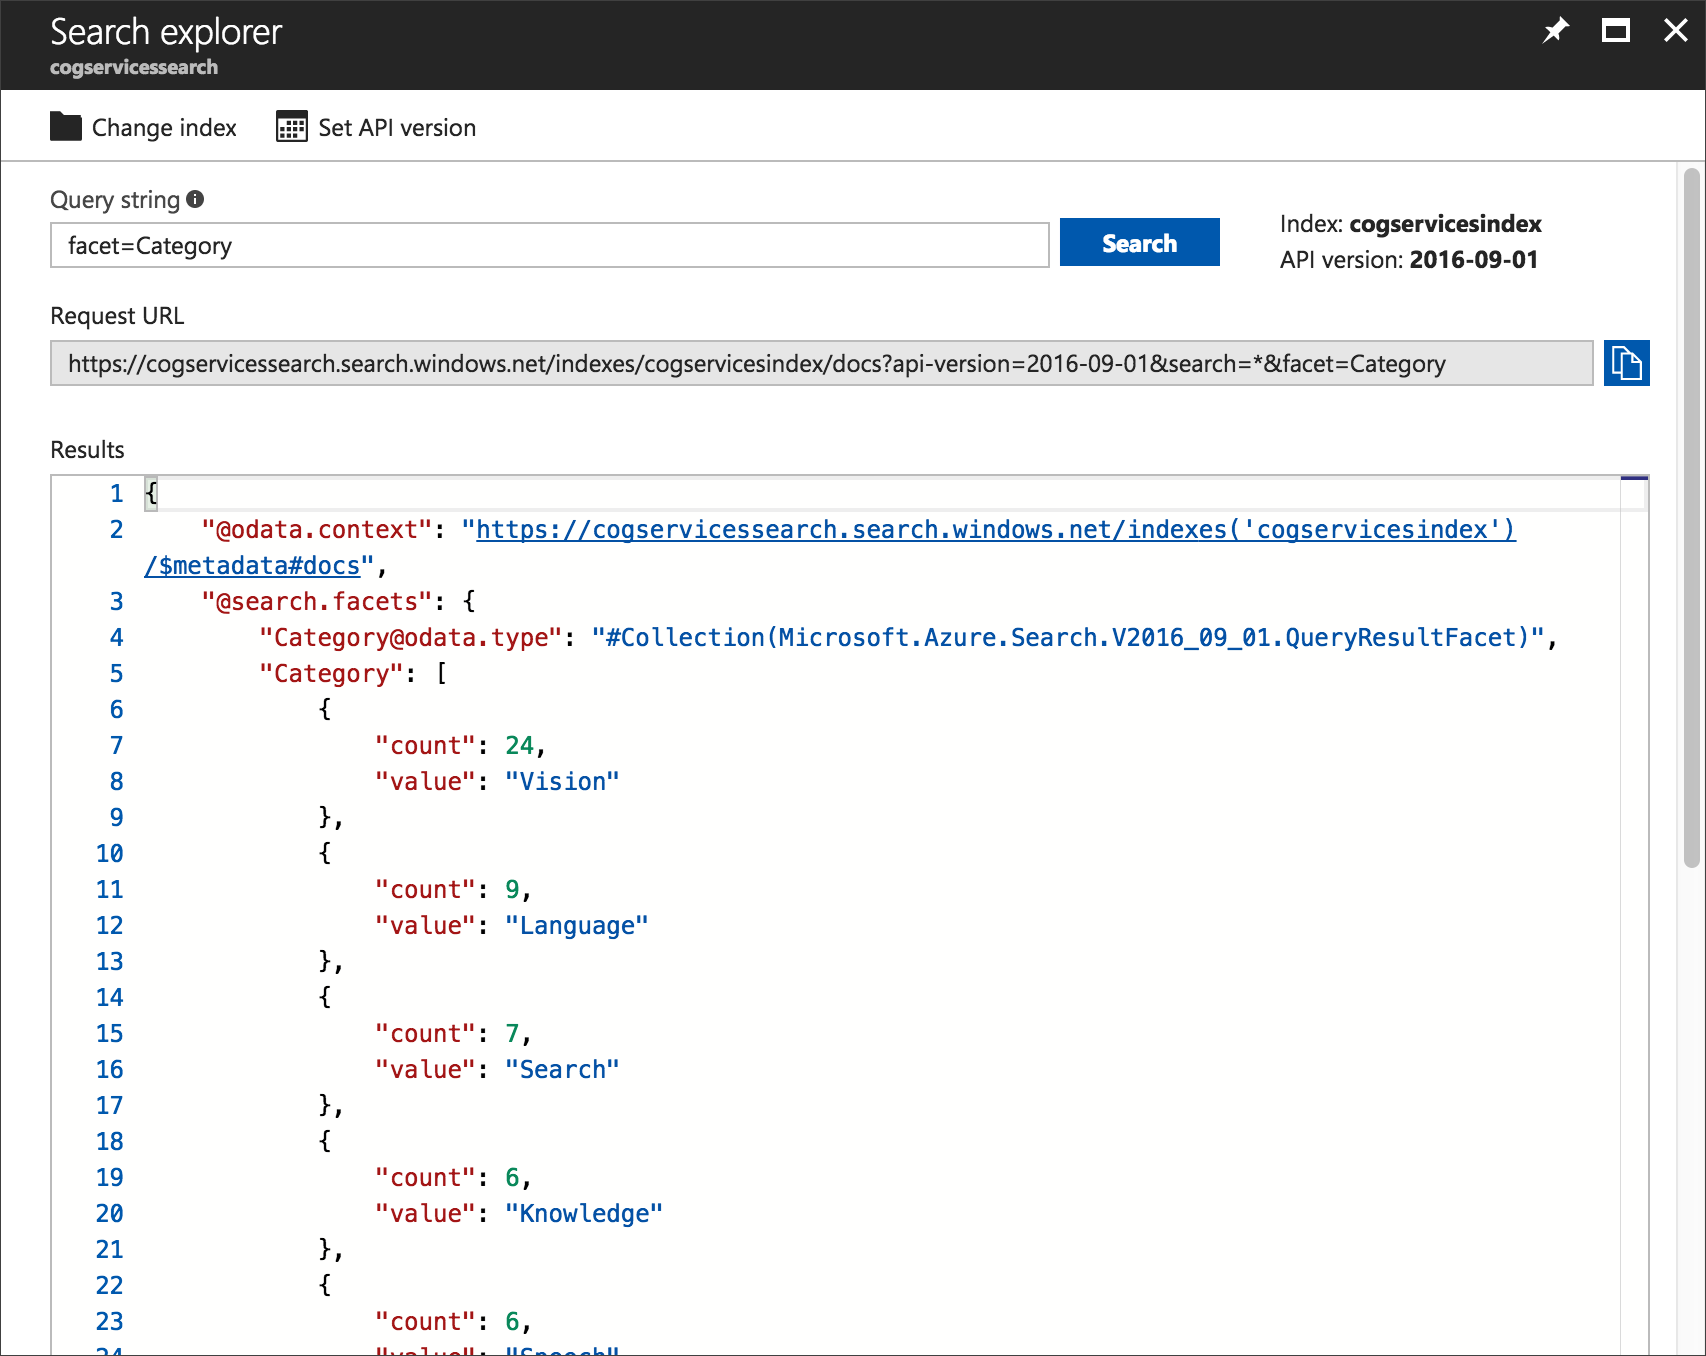 Search explorer
cogservicessearch
Change index
Set API version
Query string
facet=Category
Search
Index: cogservicesindex
API version: 2016-09-01
Request URL
https://cogservicessearch.search.windows.net/indexes/cogservicesindex/docs?api-version=2016-09-01&search=*&facet=Category
Results
1 {
2 "@odata.context": "https://cogservicessearch.search.windows.net/indexes('cogservicesindex')
/$metadata#docs",
3 "@search.facets": {
4 "Category@odata.type": "#Collection(Microsoft.Azure.Search.V2016_09_01.QueryResultFacet)",
5 "Category": [
6 {
7 "count": 24,
8 "value": "Vision"
9 },
10 {
11 "count": 9,
12 "value": "Language"
13 },
14 {
15 "count": 7,
16 "value": "Search"
17 },
18 {
19 "count": 6,
20 "value": "Knowledge"
21 },
22 {
23 "count": 6,
24 "value": "Speech"